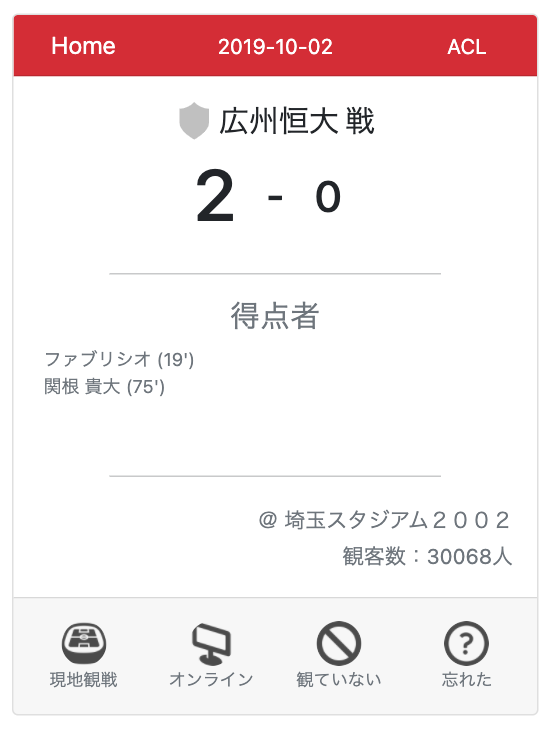 Home 2019-10-02 ACL
広州恒大 戦
2 - 0
得点者
ファブリシオ (19')
関根 貴大 (75')
@ 埼玉スタジアム２００２
観客数：30068人
現地観戦 オンライン 観ていない 忘れた